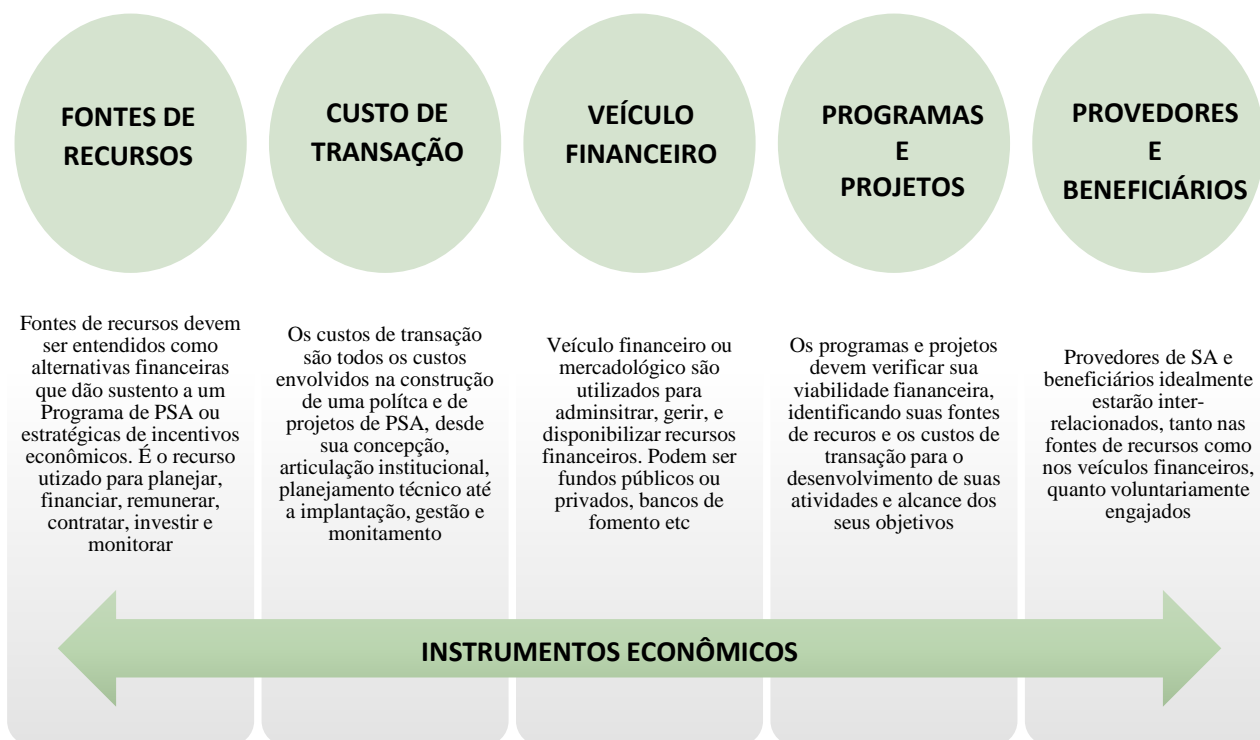 FONTES DE
RECURSOS
CUSTO DE
TRANSAÇÃO
VEÍCULO
FINANCEIRO
PROGRAMAS
E
PROJETOS
PROVEDORES
E
BENEFICIÁRIOS
Fontes de recursos devem
ser entendidos como
alternativas financeiras
que dão sustento a um
Programa de PSA ou
estratégicas de incentivos
econômicos. É o recurso
utizado para planejar,
financiar, remunerar,
contratar, investir e
monitorar
Os custos de transação
são todos os custos
envolvidos na construção
de uma polítca e de
projetos de PSA, desde
sua concepção,
articulação institucional,
planejamento técnico até
a implantação, gestão e
monitamento
Veículo financeiro ou
mercadológico são
utilizados para
adminsitrar, gerir, e
disponibilizar recursos
financeiros. Podem ser
fundos públicos ou
privados, bancos de
fomento etc
Os programas e projetos
devem verificar sua
viabilidade fiananceira,
identificando suas fontes
de recuros e os custos de
transação para o
desenvolvimento de suas
atividades e alcance dos
seus objetivos
Provedores de SA e
beneficiários idealmente
estarão inter-
relacionados, tanto nas
fontes de recursos como
nos veículos financeiros,
quanto voluntariamente
engajados
INSTRUMENTOS ECONÔMICOS